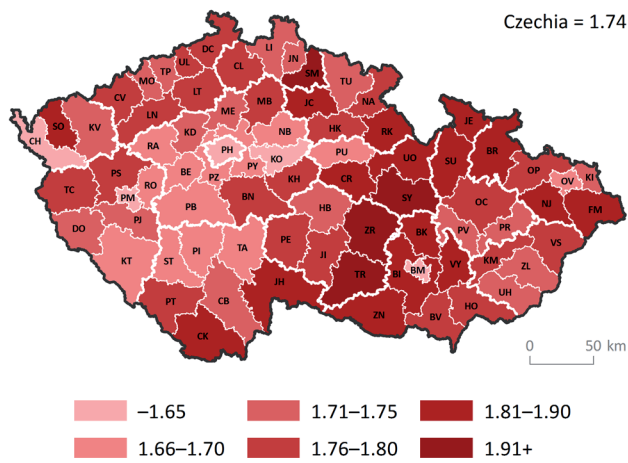 Czechia = 1.74
DC
LI
JN
SM
UL
TP
MO
CL
TU
LT
CV
SO
KV
LN
ME
MB
JC
NA
CH
RA
KD
NB
HK
RK
JE
PH
KO
PU
UO
SU
BR
BE
PZ
PY
OP
OV
KI
TC
PS
RO
PM
KH
CR
SY
NJ
FM
PB
BN
HB
OC
PJ
DO
PV
PR
ZR
BK
VS
KT
ST
PI
TA
PE
JI
TR
BI
BM
VY
KM
ZL
UH
PT
CB
JH
ZN
BV
HO
CK
0 50 km
–1.65 1.71–1.75 1.81–1.90
1.66–1.70 1.76–1.80 1.91+